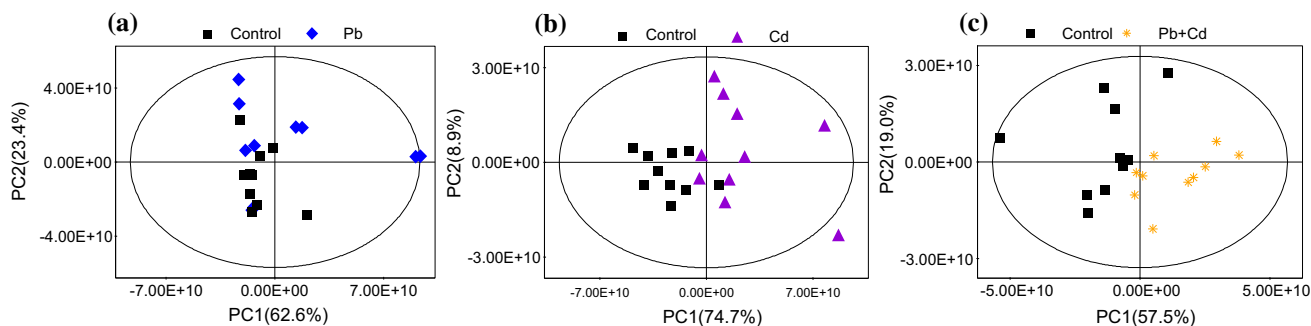 (a) Control Pb
4.00E+10
0.00E+00
-4.00E+10
PC2(23.4%)
-7.00E+10 0.00E+00 7.00E+10
PC1(62.6%)
(b) Control Cd
3.00E+10
0.00E+00
-3.00E+10
PC2(8.9%)
-7.00E+10 0.00E+00 7.00E+10
PC1(74.7%)
(c) Control Pb+Cd
3.00E+10
0.00E+00
-3.00E+10
PC2(19.0%)
-5.00E+10 0.00E+00 5.00E+10
PC1(57.5%)